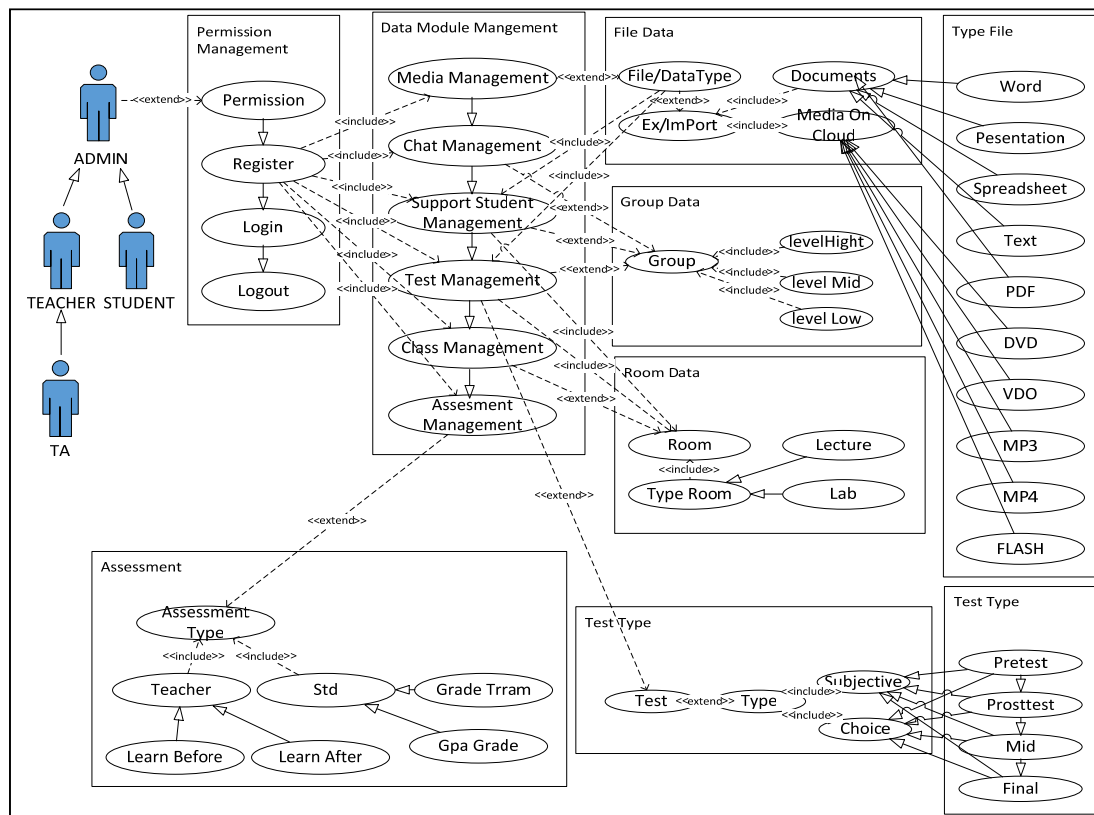 Permission
Management
Data Module Mangement
File Data
Type File
ADMIN
TEACHER
STUDENT
TA
<<extend>>
Permission
Register
Login
Logout
<<include>>
<<include>>
<<include>>
<<include>>
<<include>>
<<include>>
Media Management
Chat Management
Support Student
Management
Test Management
Class Management
Assesment
Management
<<extend>>
File/DataType
<<extend>>
Ex/ImPort
Documents
Media On
Cloud
<<include>>
<<include>>
<<include>>
<<include>>
<<extend>>
<<extend>>
<<extend>>
Group Data
Group
<<include>>
<<include>>
<<include>>
levelHight
level Mid
level Low
<<include>>
<<include>>
<<extend>>
Room Data
Room
<<include>>
Type Room
Lecture
Lab
Word
Pesentation
Spreadsheet
Text
PDF
DVD
VDO
MP3
MP4
FLASH
<<extend>>
<<extend>>
Assessment
Assessment
Type
<<include>>
<<include>>
Teacher
Std
Grade Trram
Learn Before
Learn After
Gpa Grade
Test Type
Test
<<extend>>
Type
<<include>>
<<include>>
Subjective
Choice
Test Type
Pretest
Prosttest
Mid
Final